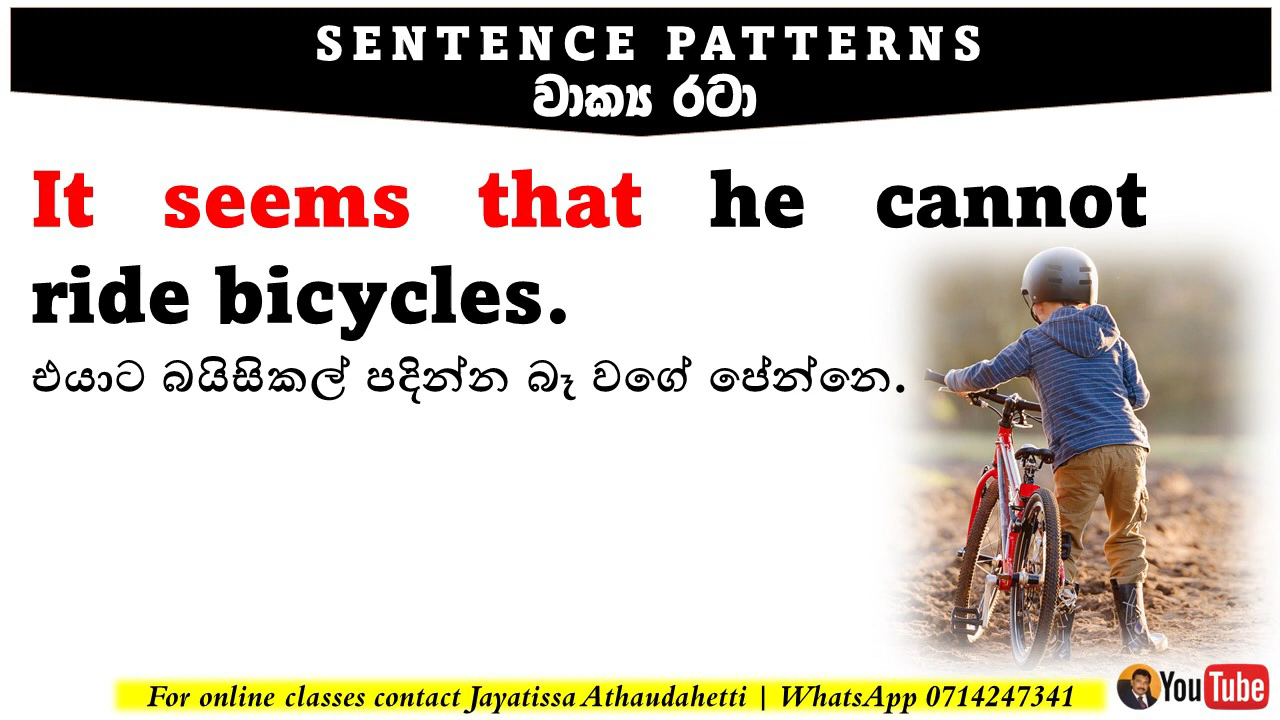 SENTENCE PATTERNS
වාක්‍ය රටා
It seems that he cannot
ride bicycles.
එයාට බයිසිකල් පදින්න බෑ වගේ පේන්නෙ.
For online classes contact Jayatissa Athaudahetti | WhatsApp 0714247341
YouTube